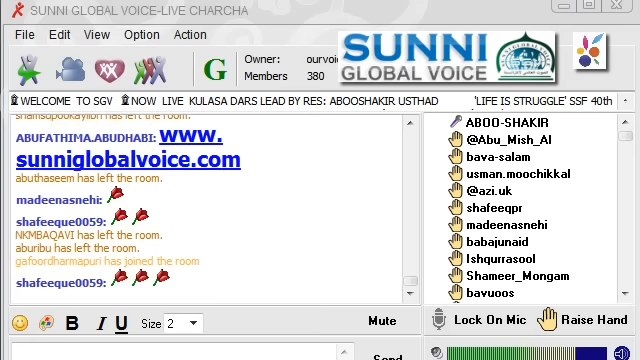 SUNNI GLOBAL VOICE-LIVE CHARCHA
File Edit View Option Action
G
Owner: ourvoi
Members 380
SUNNI
GLOBAL VOICE
WELCOME TO SGV NOW LIVE KULASA DARS LEAD BY RES: ABOOSHAKIR USTHAD 'LIFE IS STRUGGLE' SSF 40th
has left the room.
ABUFATHIMA.ABUDHABI: www.
sunniglobalvoice.com
abuthaseem has left the room.
madeenasnehi:
shafeeque0059:
NKMBAQAVI has left the room.
aburibu has left the room.
gafoordharmapuri has joined the room
shafeeque0059:
ABOO-SHAKIR
@Abu_Mish_Al
bava-salam
usman.moochikkal
@azi.uk
shafeeqpr
madeenasnehi
babajunaid
Ishqurrasool
Shameer_Mongam
bavuoos
B I U Size 2 Mute
Lock On Mic Raise Hand
Send